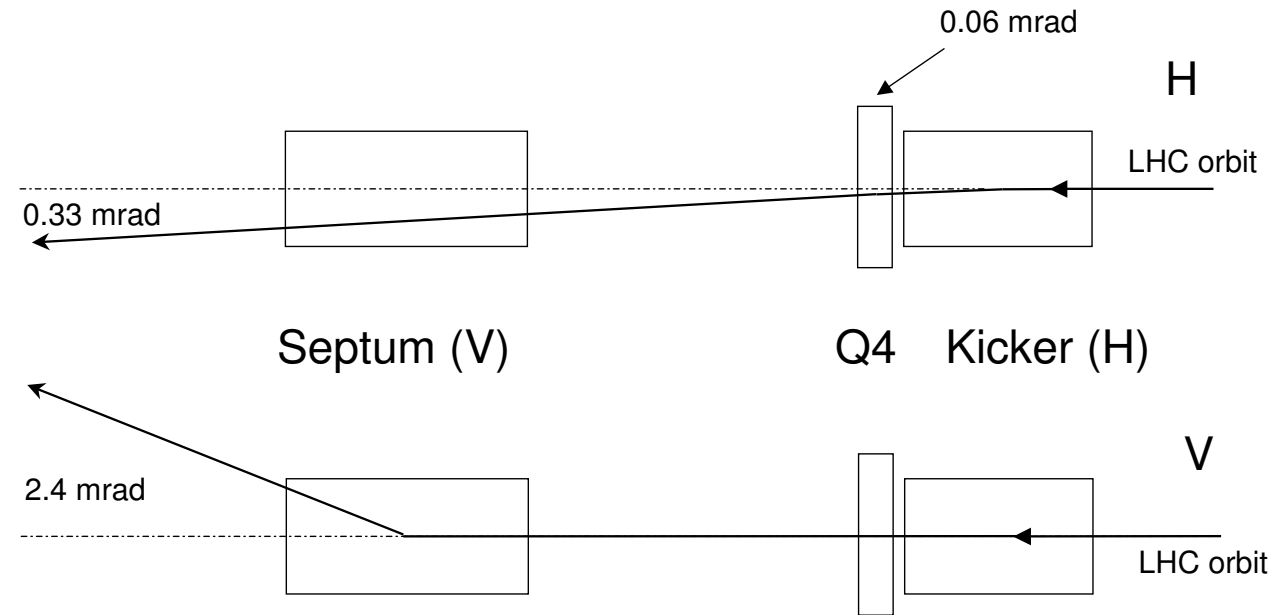 0.06 mrad
H
LHC orbit
0.33 mrad
Septum (V)
Q4
Kicker (H)
V
2.4 mrad
LHC orbit